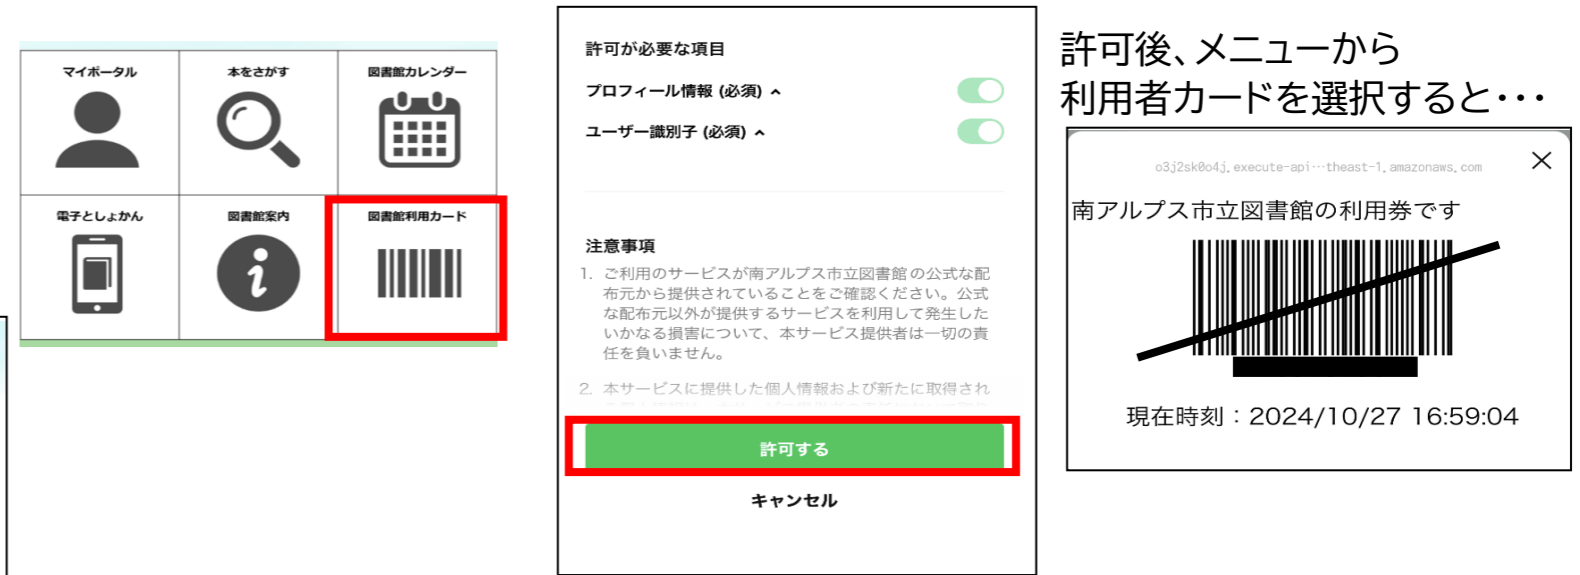 マイポータル
本をさがす
図書館カレンダー
電子としょかん
図書館案内
図書館利用カード
許可が必要な項目
プロフィール情報 (必須)
ユーザー識別子 (必須)
注意事項
1. ご利用のサービスが南アルプス市立図書館の公式な配
布元から提供されていることをご確認ください。公式
な配布元以外が提供するサービスを利用して発生した
いかなる損害について、本サービス提供者は一切の責
任を負いません。
2. 本サービスに提供した個人情報および新たに取得され
許可する
キャンセル
許可後、メニューから
利用者カードを選択すると・・・
o3j2sk0o4j.execute-api…theast-1.amazonaws.com
南アルプス市立図書館の利用券です
現在時刻：2024/10/27 16:59:04